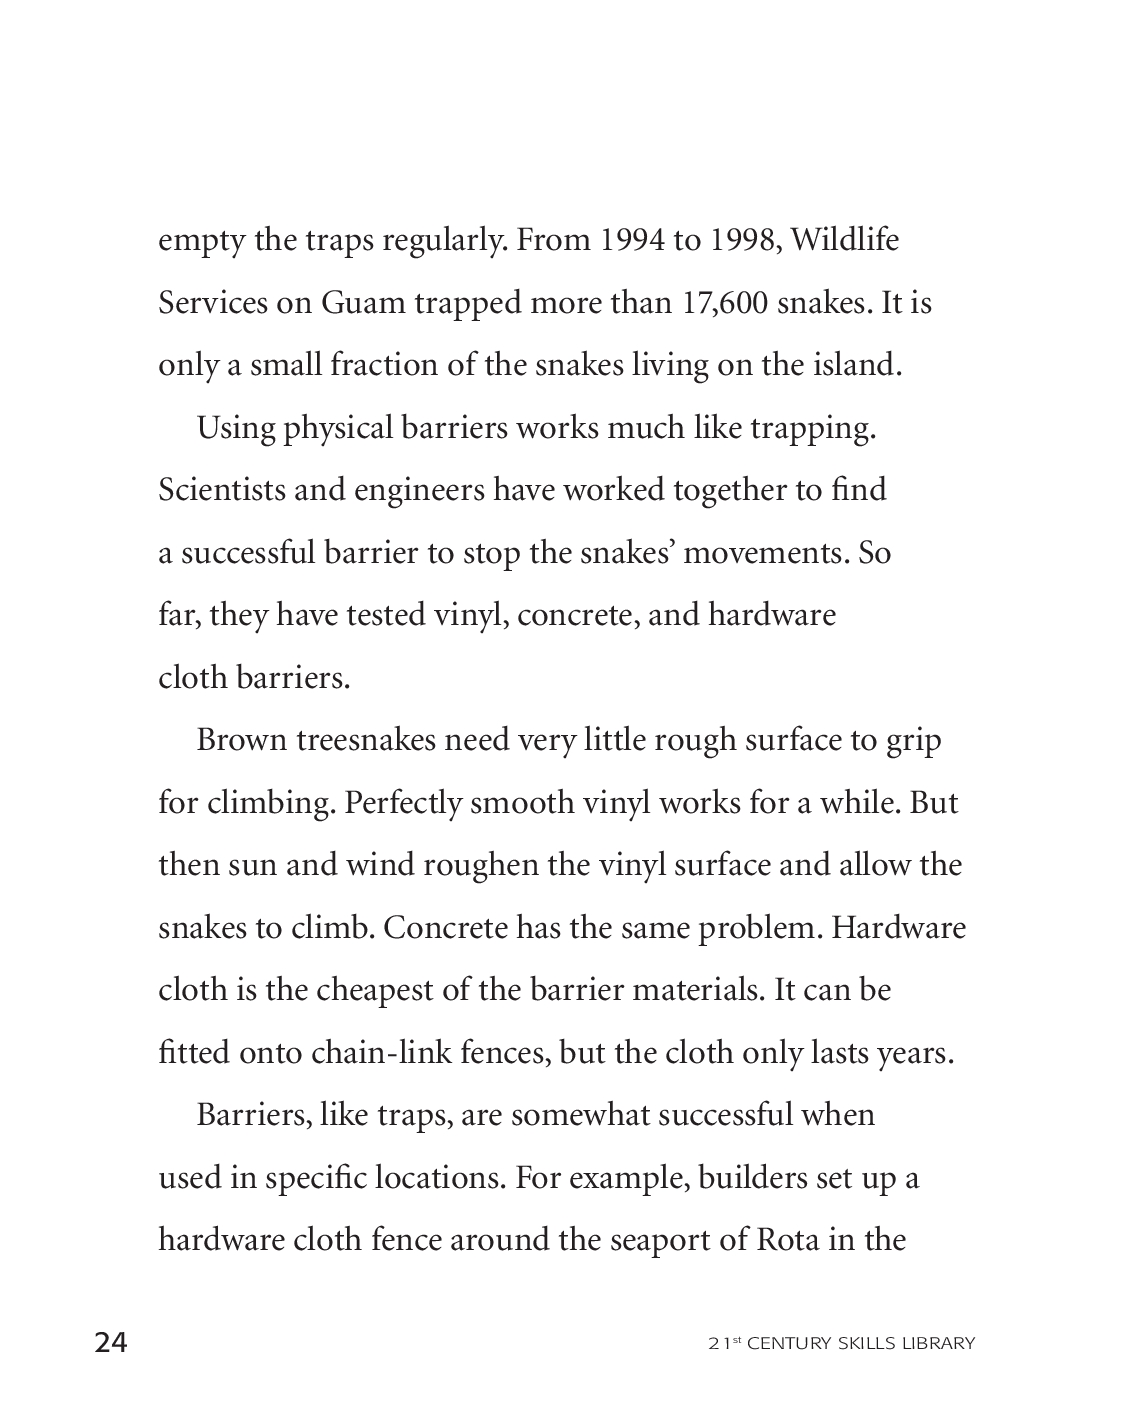 empty the traps regularly. From 1994 to 1998, Wildlife
Services on Guam trapped more than 17,600 snakes. It is
only a small fraction of the snakes living on the island.
Using physical barriers works much like trapping.
Scientists and engineers have worked together to find
a successful barrier to stop the snakes’ movements. So
far, they have tested vinyl, concrete, and hardware
cloth barriers.
Brown treesnakes need very little rough surface to grip
for climbing. Perfectly smooth vinyl works for a while. But
then sun and wind roughen the vinyl surface and allow the
snakes to climb. Concrete has the same problem. Hardware
cloth is the cheapest of the barrier materials. It can be
fitted onto chain-link fences, but the cloth only lasts years.
Barriers, like traps, are somewhat successful when
used in specific locations. For example, builders set up a
hardware cloth fence around the seaport of Rota in the
24
21st CENTURY SKILLS LIBRARY